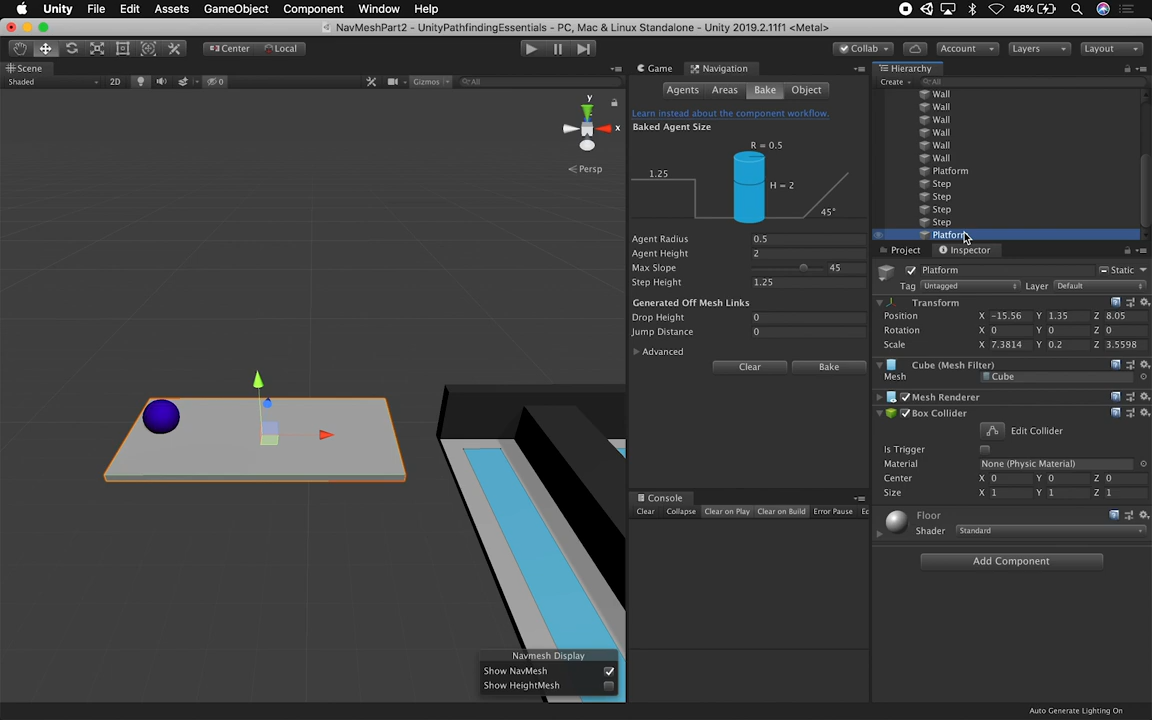 Unity File Edit Assets GameObject Component Window Help 48%
NavMeshPart2 - UnityPathfindingEssentials - PC, Mac & Linux Standalone - Unity 2019.2.11f1 <Metal>
Center Local Collab Account Layers Layout
Scene
Shaded 2D 0 Gizmos All
y
x
Persp
Navmesh Display
Show NavMesh
Show HeightMesh
Game Navigation
Agents Areas Bake Object
Learn instead about the component workflow.
Baked Agent Size
R = 0.5
1.25
H = 2
45°
Agent Radius 0.5
Agent Height 2
Max Slope 45
Step Height 1.25
Generated Off Mesh Links
Drop Height 0
Jump Distance 0
Advanced
Clear Bake
Console
Clear Collapse Clear on Play Clear on Build Error Pause
Hierarchy
Create All
Wall
Wall
Wall
Wall
Wall
Wall
Platform
Step
Step
Step
Step
Platform
Project Inspector
Platform Static
Tag Untagged Layer Default
Transform
Position X -15.56 Y 1.35 Z 8.05
Rotation X 0 Y 0 Z 0
Scale X 7.3814 Y 0.2 Z 3.5598
Cube (Mesh Filter)
Mesh Cube
Mesh Renderer
Box Collider
Edit Collider
Is Trigger
Material None (Physic Material)
Center X 0 Y 0 Z 0
Size X 1 Y 1 Z 1
Floor
Shader Standard
Add Component
Auto Generate Lighting On